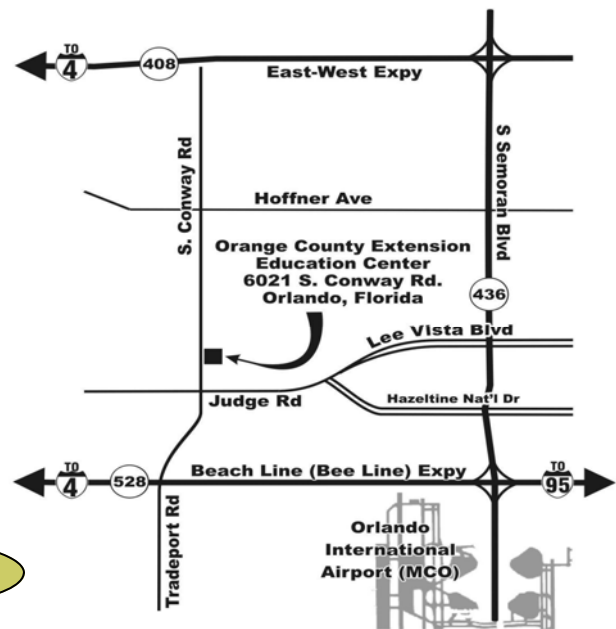 TO
4
408
East-West Expy
S. Conway Rd
S Semoran Blvd
Hoffner Ave
Orange County Extension
Education Center
6021 S. Conway Rd.
Orlando, Florida
436
Lee Vista Blvd
Judge Rd
Hazeltine Nat'l Dr
TO
4
528
Beach Line (Bee Line) Expy
TO
95
Tradeport Rd
Orlando
International
Airport (MCO)